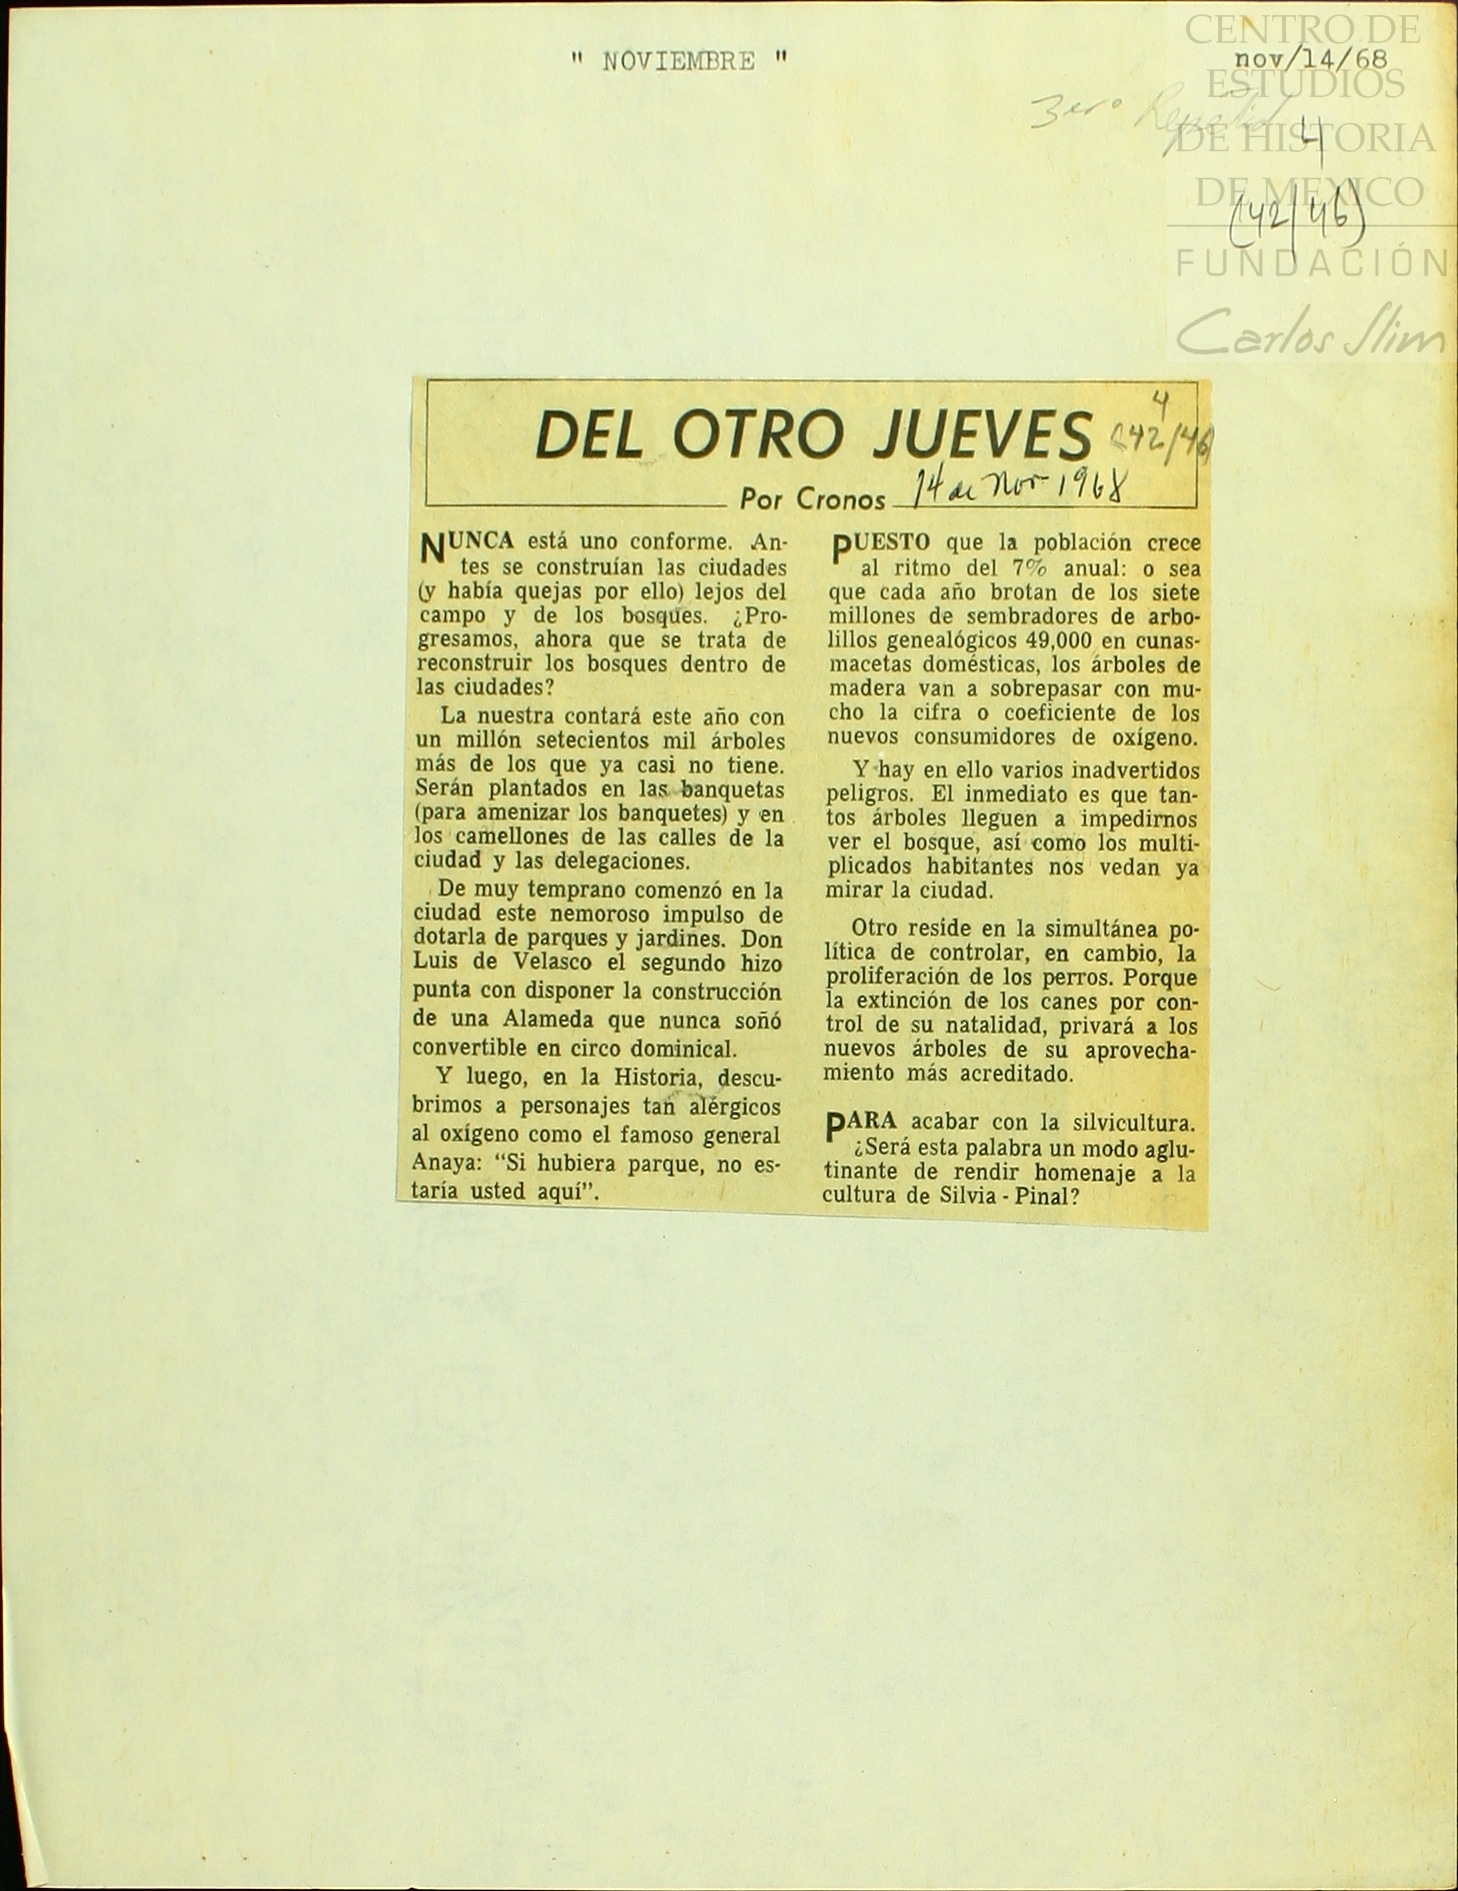 " NOVIEMBRE "
nov/14/68
CENTRO DE
ESTUDIOS
DE HISTORIA
DE MEXICO
FUNDACIÓN
Carlos Slim
3ero
4
(42/46)
DEL OTRO JUEVES
4
(42/46)
Por Cronos
14 de Nov 1968
NUNCA está uno conforme. An-
tes se construían las ciudades
(y había quejas por ello) lejos del
campo y de los bosques. ¿Pro-
gresamos, ahora que se trata de
reconstruir los bosques dentro de
las ciudades?
La nuestra contará este año con
un millón setecientos mil árboles
más de los que ya casi no tiene.
Serán plantados en las banquetas
(para amenizar los banquetes) y en
los camellones de las calles de la
ciudad y las delegaciones.
De muy temprano comenzó en la
ciudad este nemoroso impulso de
dotarla de parques y jardines. Don
Luis de Velasco el segundo hizo
punta con disponer la construcción
de una Alameda que nunca soñó
convertible en circo dominical.
Y luego, en la Historia, descu-
brimos a personajes tan alérgicos
al oxígeno como el famoso general
Anaya: "Si hubiera parque, no es-
taría usted aquí".
PUESTO que la población crece
al ritmo del 7% anual: o sea
que cada año brotan de los siete
millones de sembradores de arbo-
lillos genealógicos 49,000 en cunas-
macetas domésticas, los árboles de
madera van a sobrepasar con mu-
cho la cifra o coeficiente de los
nuevos consumidores de oxígeno.
Y hay en ello varios inadvertidos
peligros. El inmediato es que tan-
tos árboles lleguen a impedirnos
ver el bosque, así como los multi-
plicados habitantes nos vedan ya
mirar la ciudad.
Otro reside en la simultánea po-
lítica de controlar, en cambio, la
proliferación de los perros. Porque
la extinción de los canes por con-
trol de su natalidad, privará a los
nuevos árboles de su aprovecha-
miento más acreditado.
PARA acabar con la silvicultura.
¿Será esta palabra un modo aglu-
tinante de rendir homenaje a la
cultura de Silvia - Pinal?